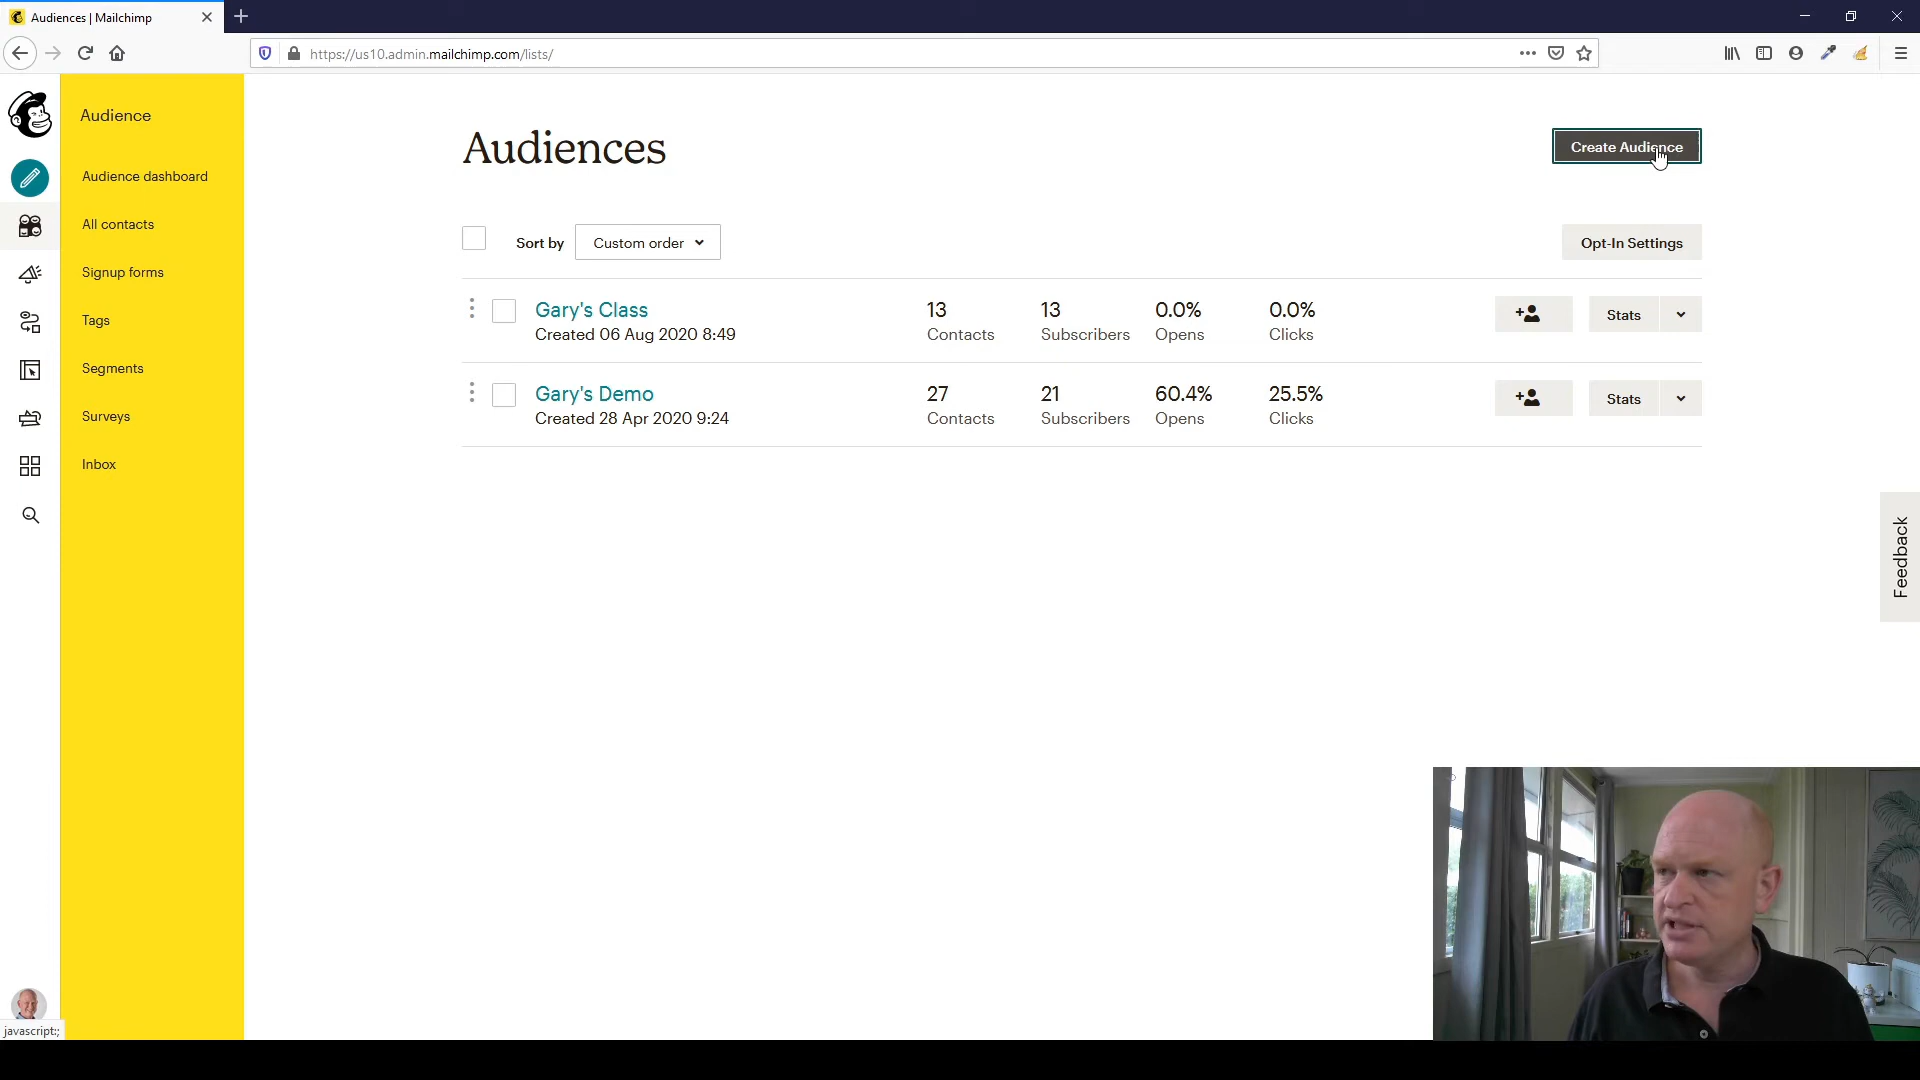 Audiences | Mailchimp
https://us10.admin.mailchimp.com/lists/
Audience
Audience dashboard
All contacts
Signup forms
Tags
Segments
Surveys
Inbox
Audiences
Create Audience
Sort by
Custom order
Opt-In Settings
Gary's Class
Created 06 Aug 2020 8:49
13
Contacts
13
Subscribers
0.0%
Opens
0.0%
Clicks
Stats
Gary's Demo
Created 28 Apr 2020 9:24
27
Contacts
21
Subscribers
60.4%
Opens
25.5%
Clicks
Stats
Feedback
javascript:;